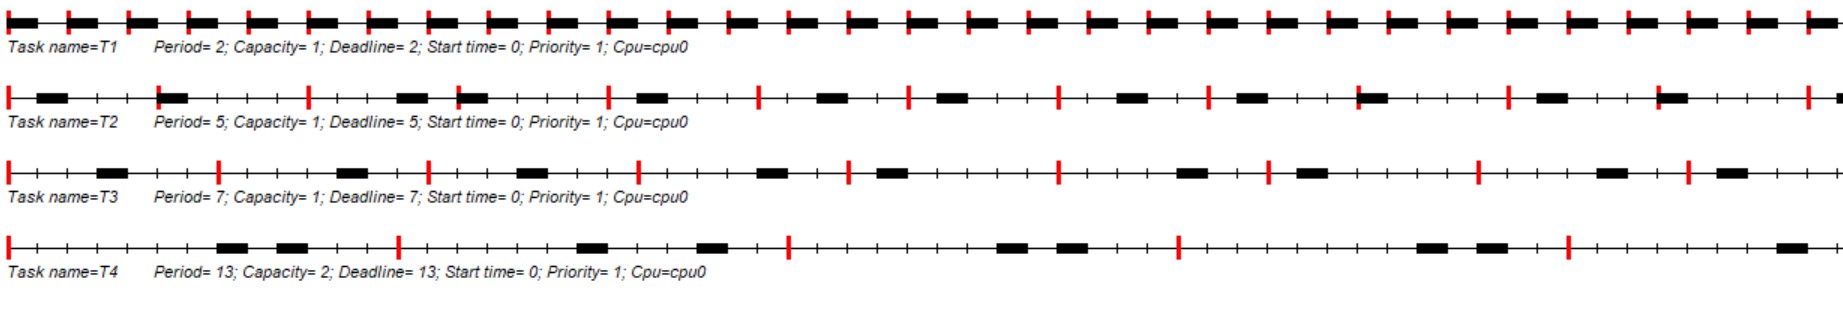 Task name=T1 Period= 2; Capacity= 1; Deadline= 2; Start time= 0; Priority= 1; Cpu=cpu0
Task name=T2 Period= 5; Capacity= 1; Deadline= 5; Start time= 0; Priority= 1; Cpu=cpu0
Task name=T3 Period= 7; Capacity= 1; Deadline= 7; Start time= 0; Priority= 1; Cpu=cpu0
Task name=T4 Period= 13; Capacity= 2; Deadline= 13; Start time= 0; Priority= 1; Cpu=cpu0